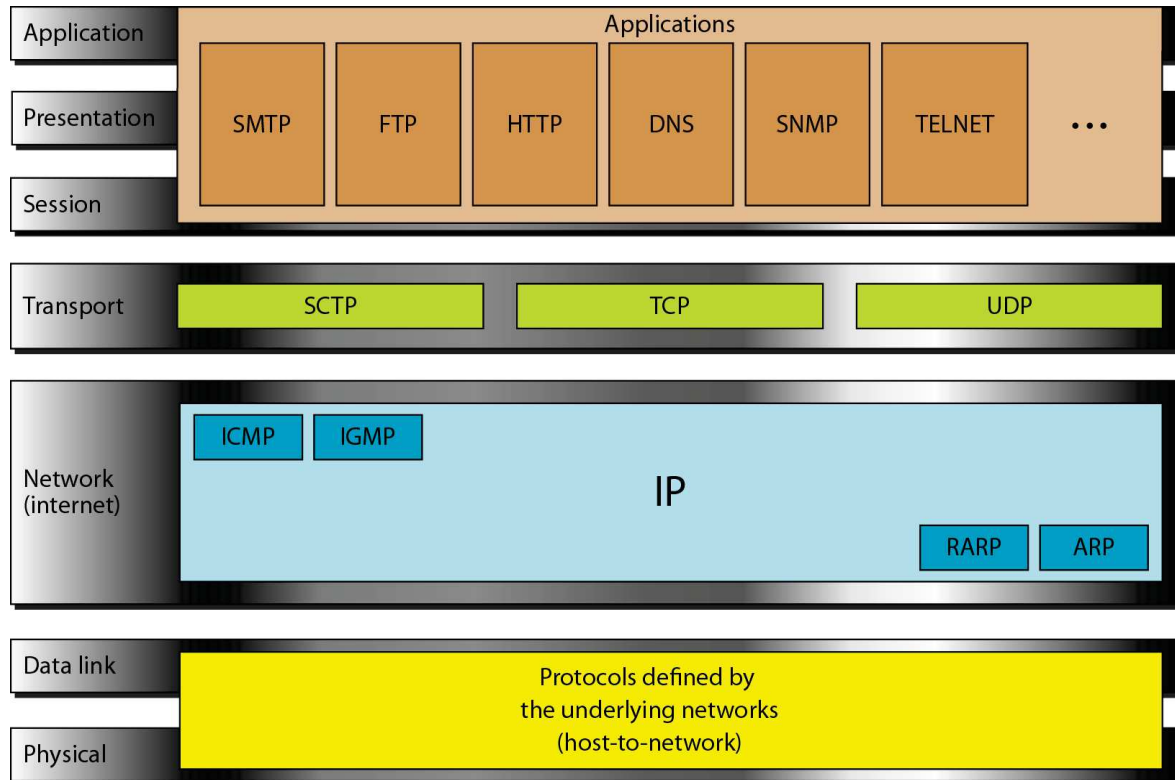 Application
Applications
Presentation
SMTP FTP HTTP DNS SNMP TELNET ...
Session
Transport
SCTP TCP UDP
ICMP IGMP
Network
(internet)
IP
RARP ARP
Data link
Protocols defined by
the underlying networks
(host-to-network)
Physical